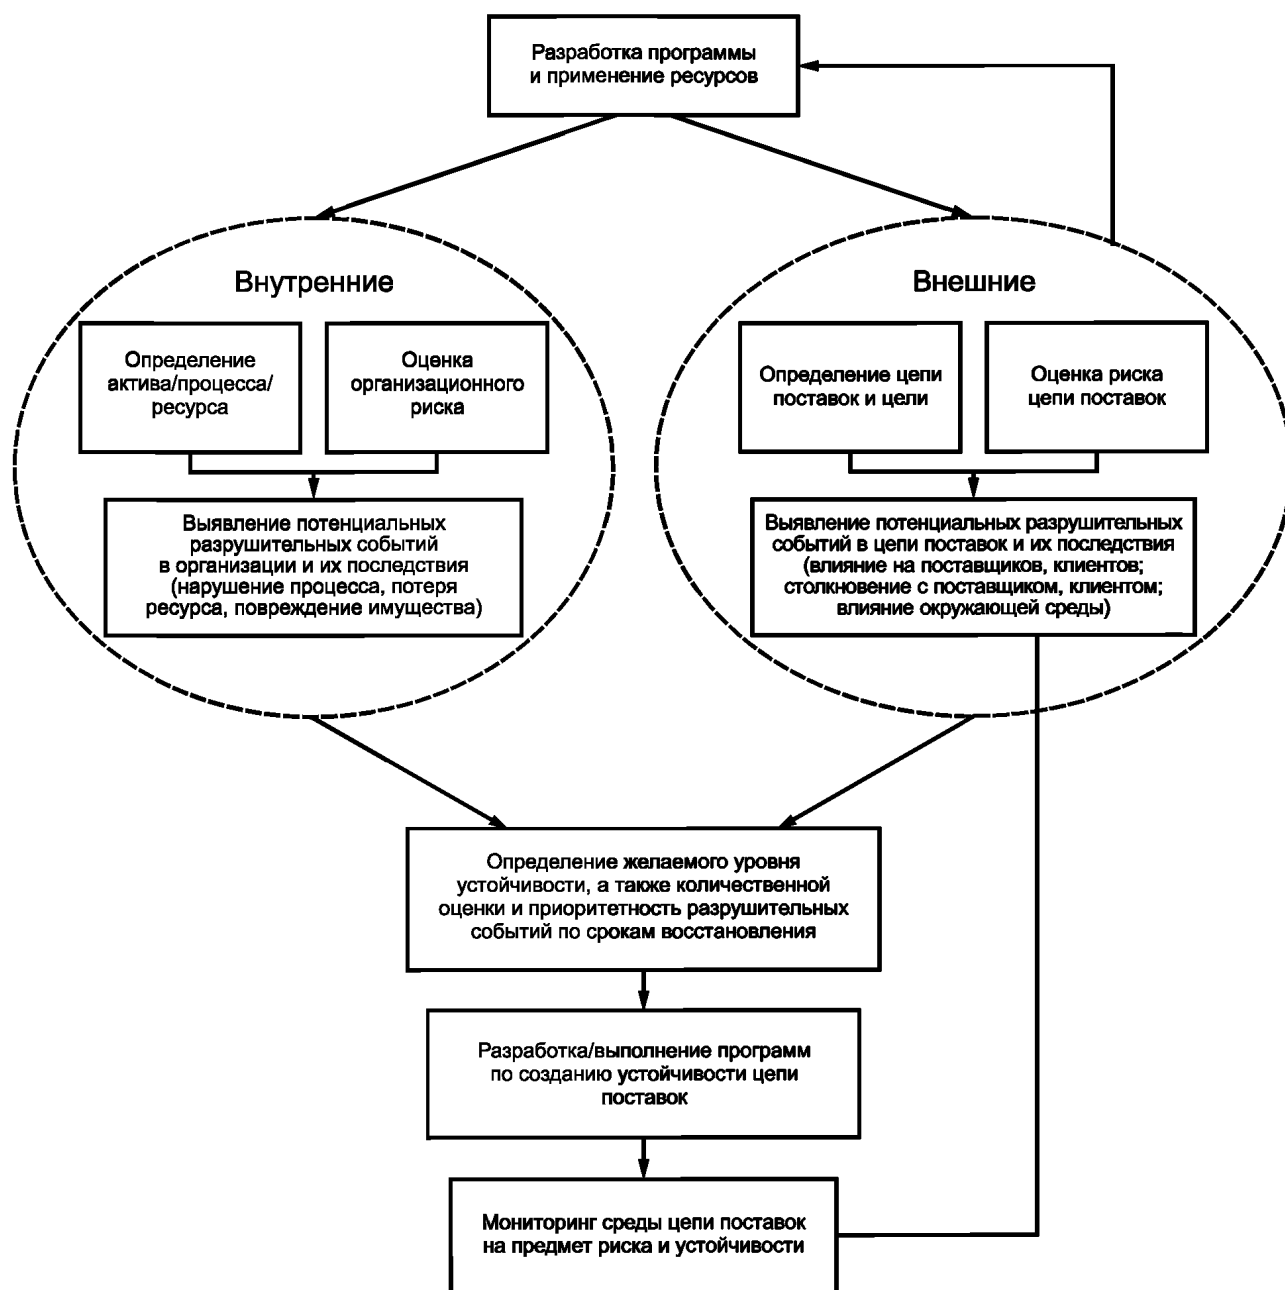 Разработка программы
и применение ресурсов
Внутренние
Определение
актива/процесса/
ресурса
Оценка
организационного
риска
Выявление потенциальных
разрушительных событий
в организации и их последствия
(нарушение процесса, потеря
ресурса, повреждение имущества)
Внешние
Определение цепи
поставок и цели
Оценка риска
цепи поставок
Выявление потенциальных разрушительных
событий в цепи поставок и их последствия
(влияние на поставщиков, клиентов;
столкновение с поставщиком, клиентом;
влияние окружающей среды)
Определение желаемого уровня
устойчивости, а также количественной
оценки и приоритетность разрушительных
событий по срокам восстановления
Разработка/выполнение программ
по созданию устойчивости цепи
поставок
Мониторинг среды цепи поставок
на предмет риска и устойчивости